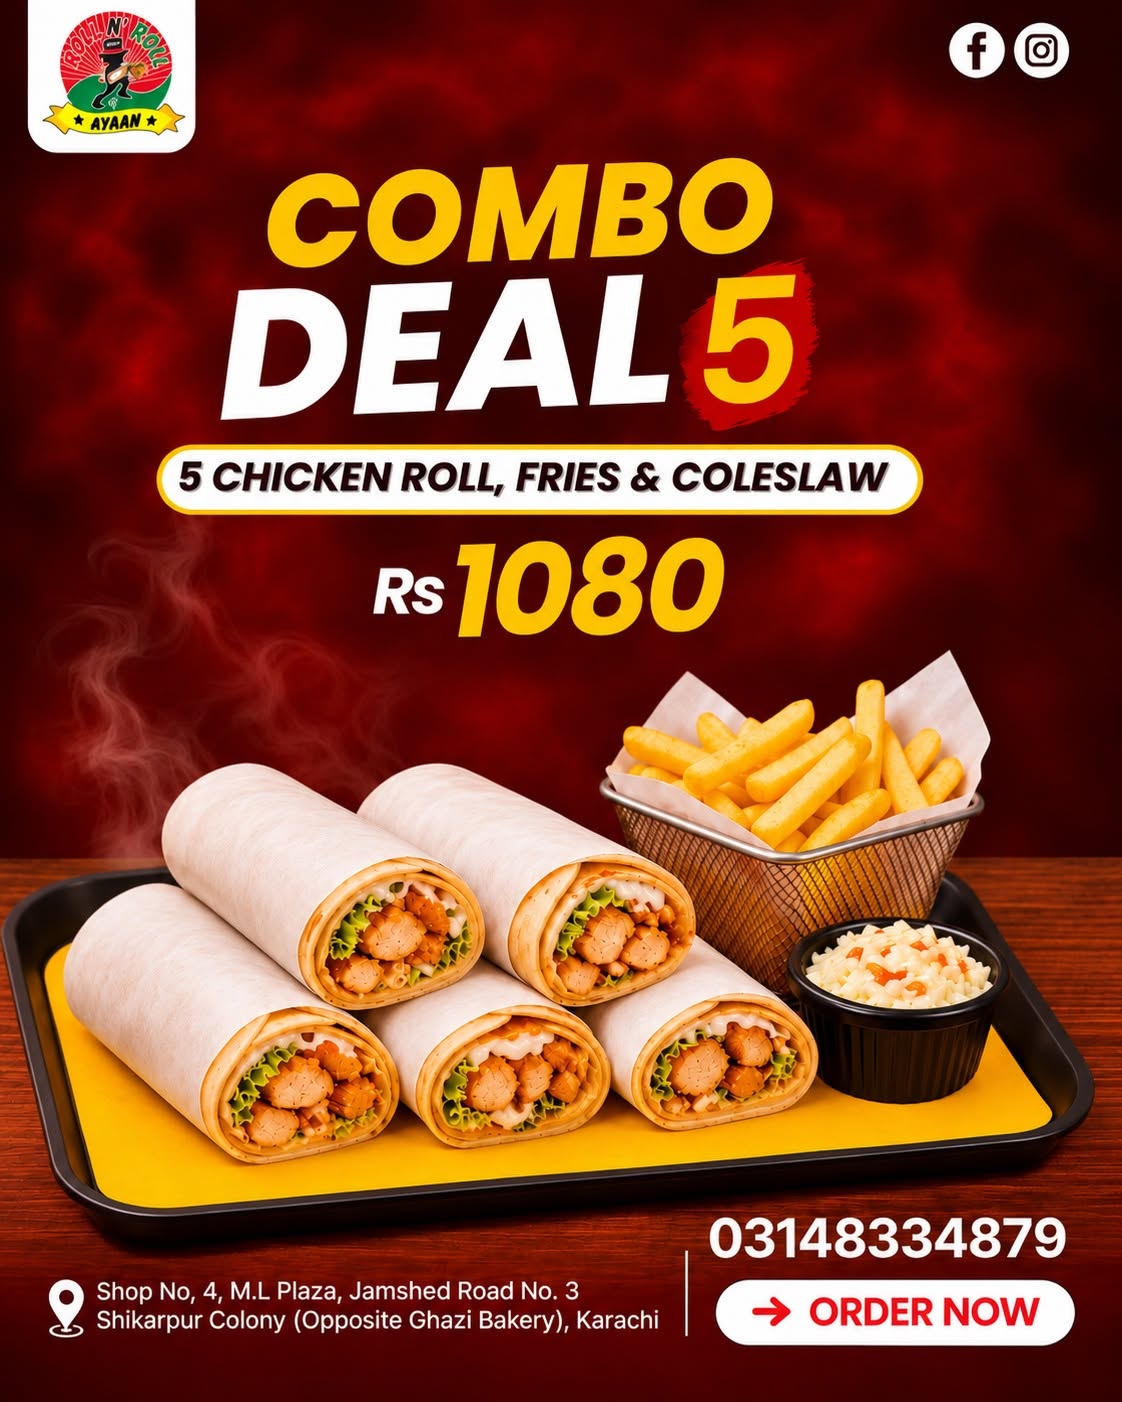 ROLL N' ROLL
AYAAN
COMBO
DEAL 5
5 CHICKEN ROLL, FRIES & COLESLAW
Rs 1080
03148334879
Shop No, 4, M.L Plaza, Jamshed Road No. 3
Shikarpur Colony (Opposite Ghazi Bakery), Karachi
ORDER NOW